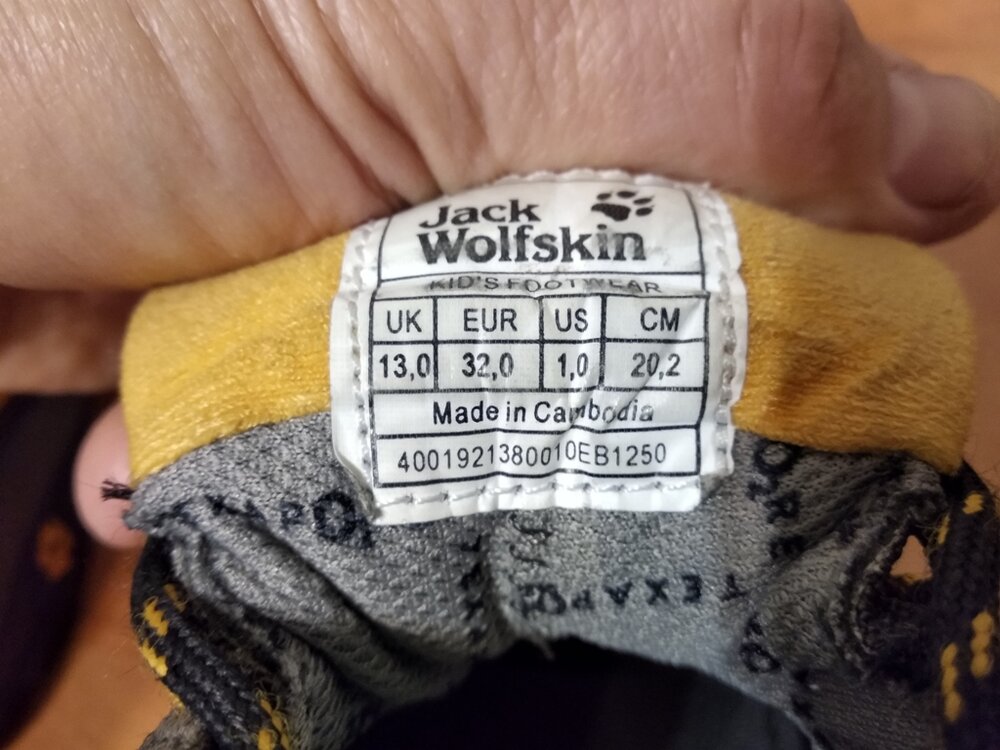 Jack
Wolfskin
KID'S FOOTWEAR
UK EUR US CM
13,0 32,0 1,0 20,2
Made in Cambodia
4001921380010EB1250
TEXAPO